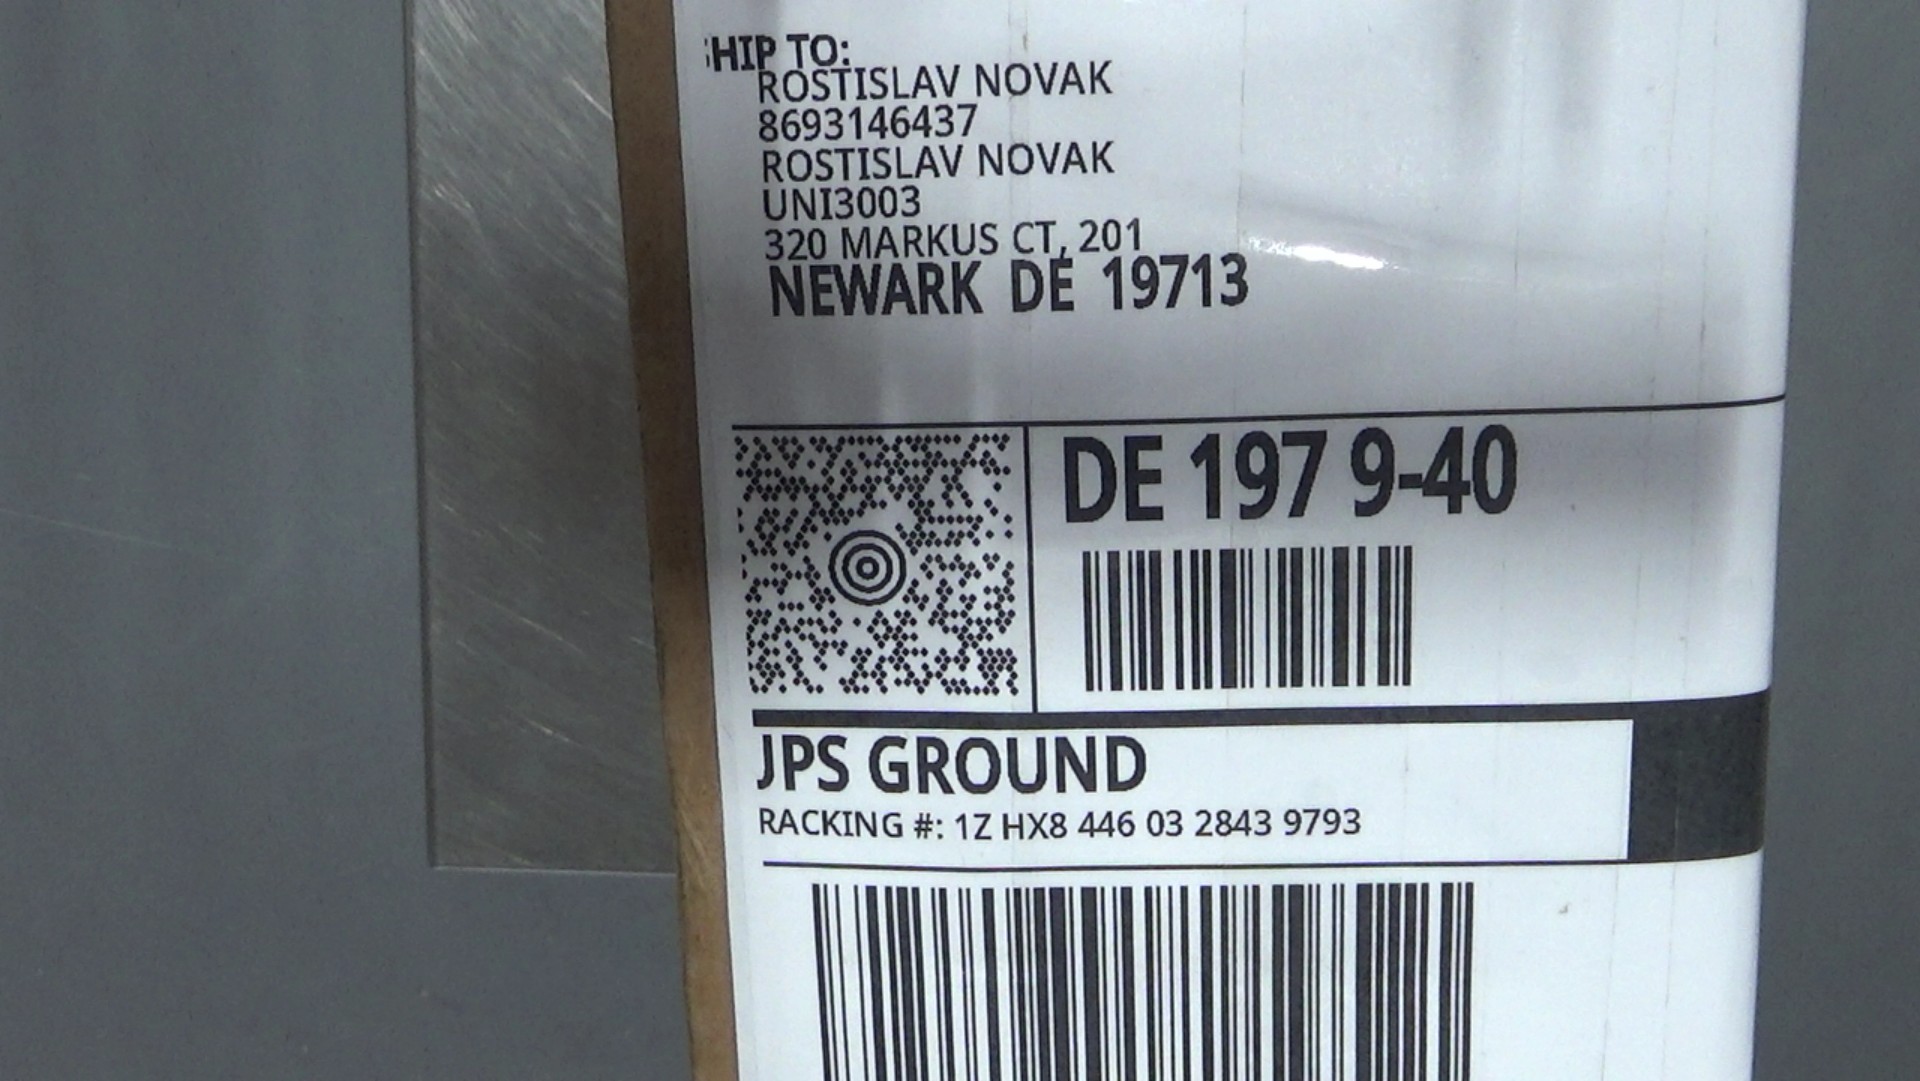 SHIP TO:
ROSTISLAV NOVAK
8693146437
ROSTISLAV NOVAK
UNI3003
320 MARKUS CT, 201
NEWARK DE 19713
DE 197 9-40
JPS GROUND
RACKING #: 1Z HX8 446 03 2843 9793